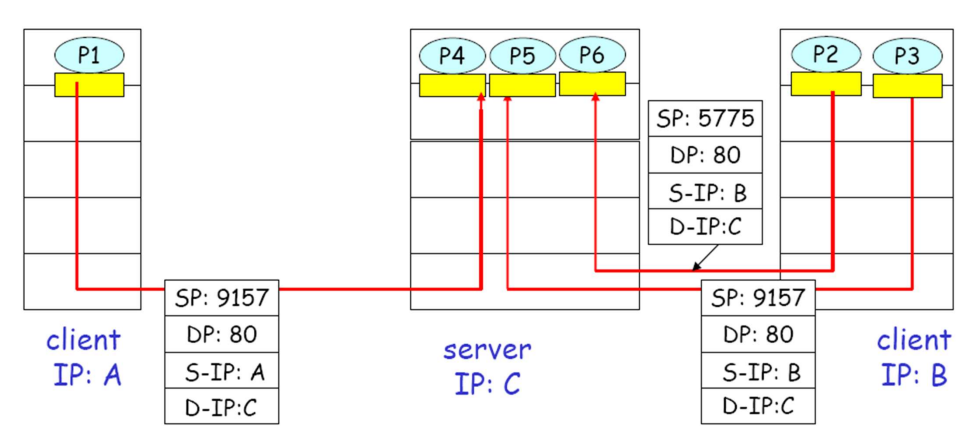 P1
P4
P5
P6
P2
P3
SP: 5775
DP: 80
S-IP: B
D-IP:C
SP: 9157
DP: 80
S-IP: A
D-IP:C
SP: 9157
DP: 80
S-IP: B
D-IP:C
client
IP: A
server
IP: C
client
IP: B